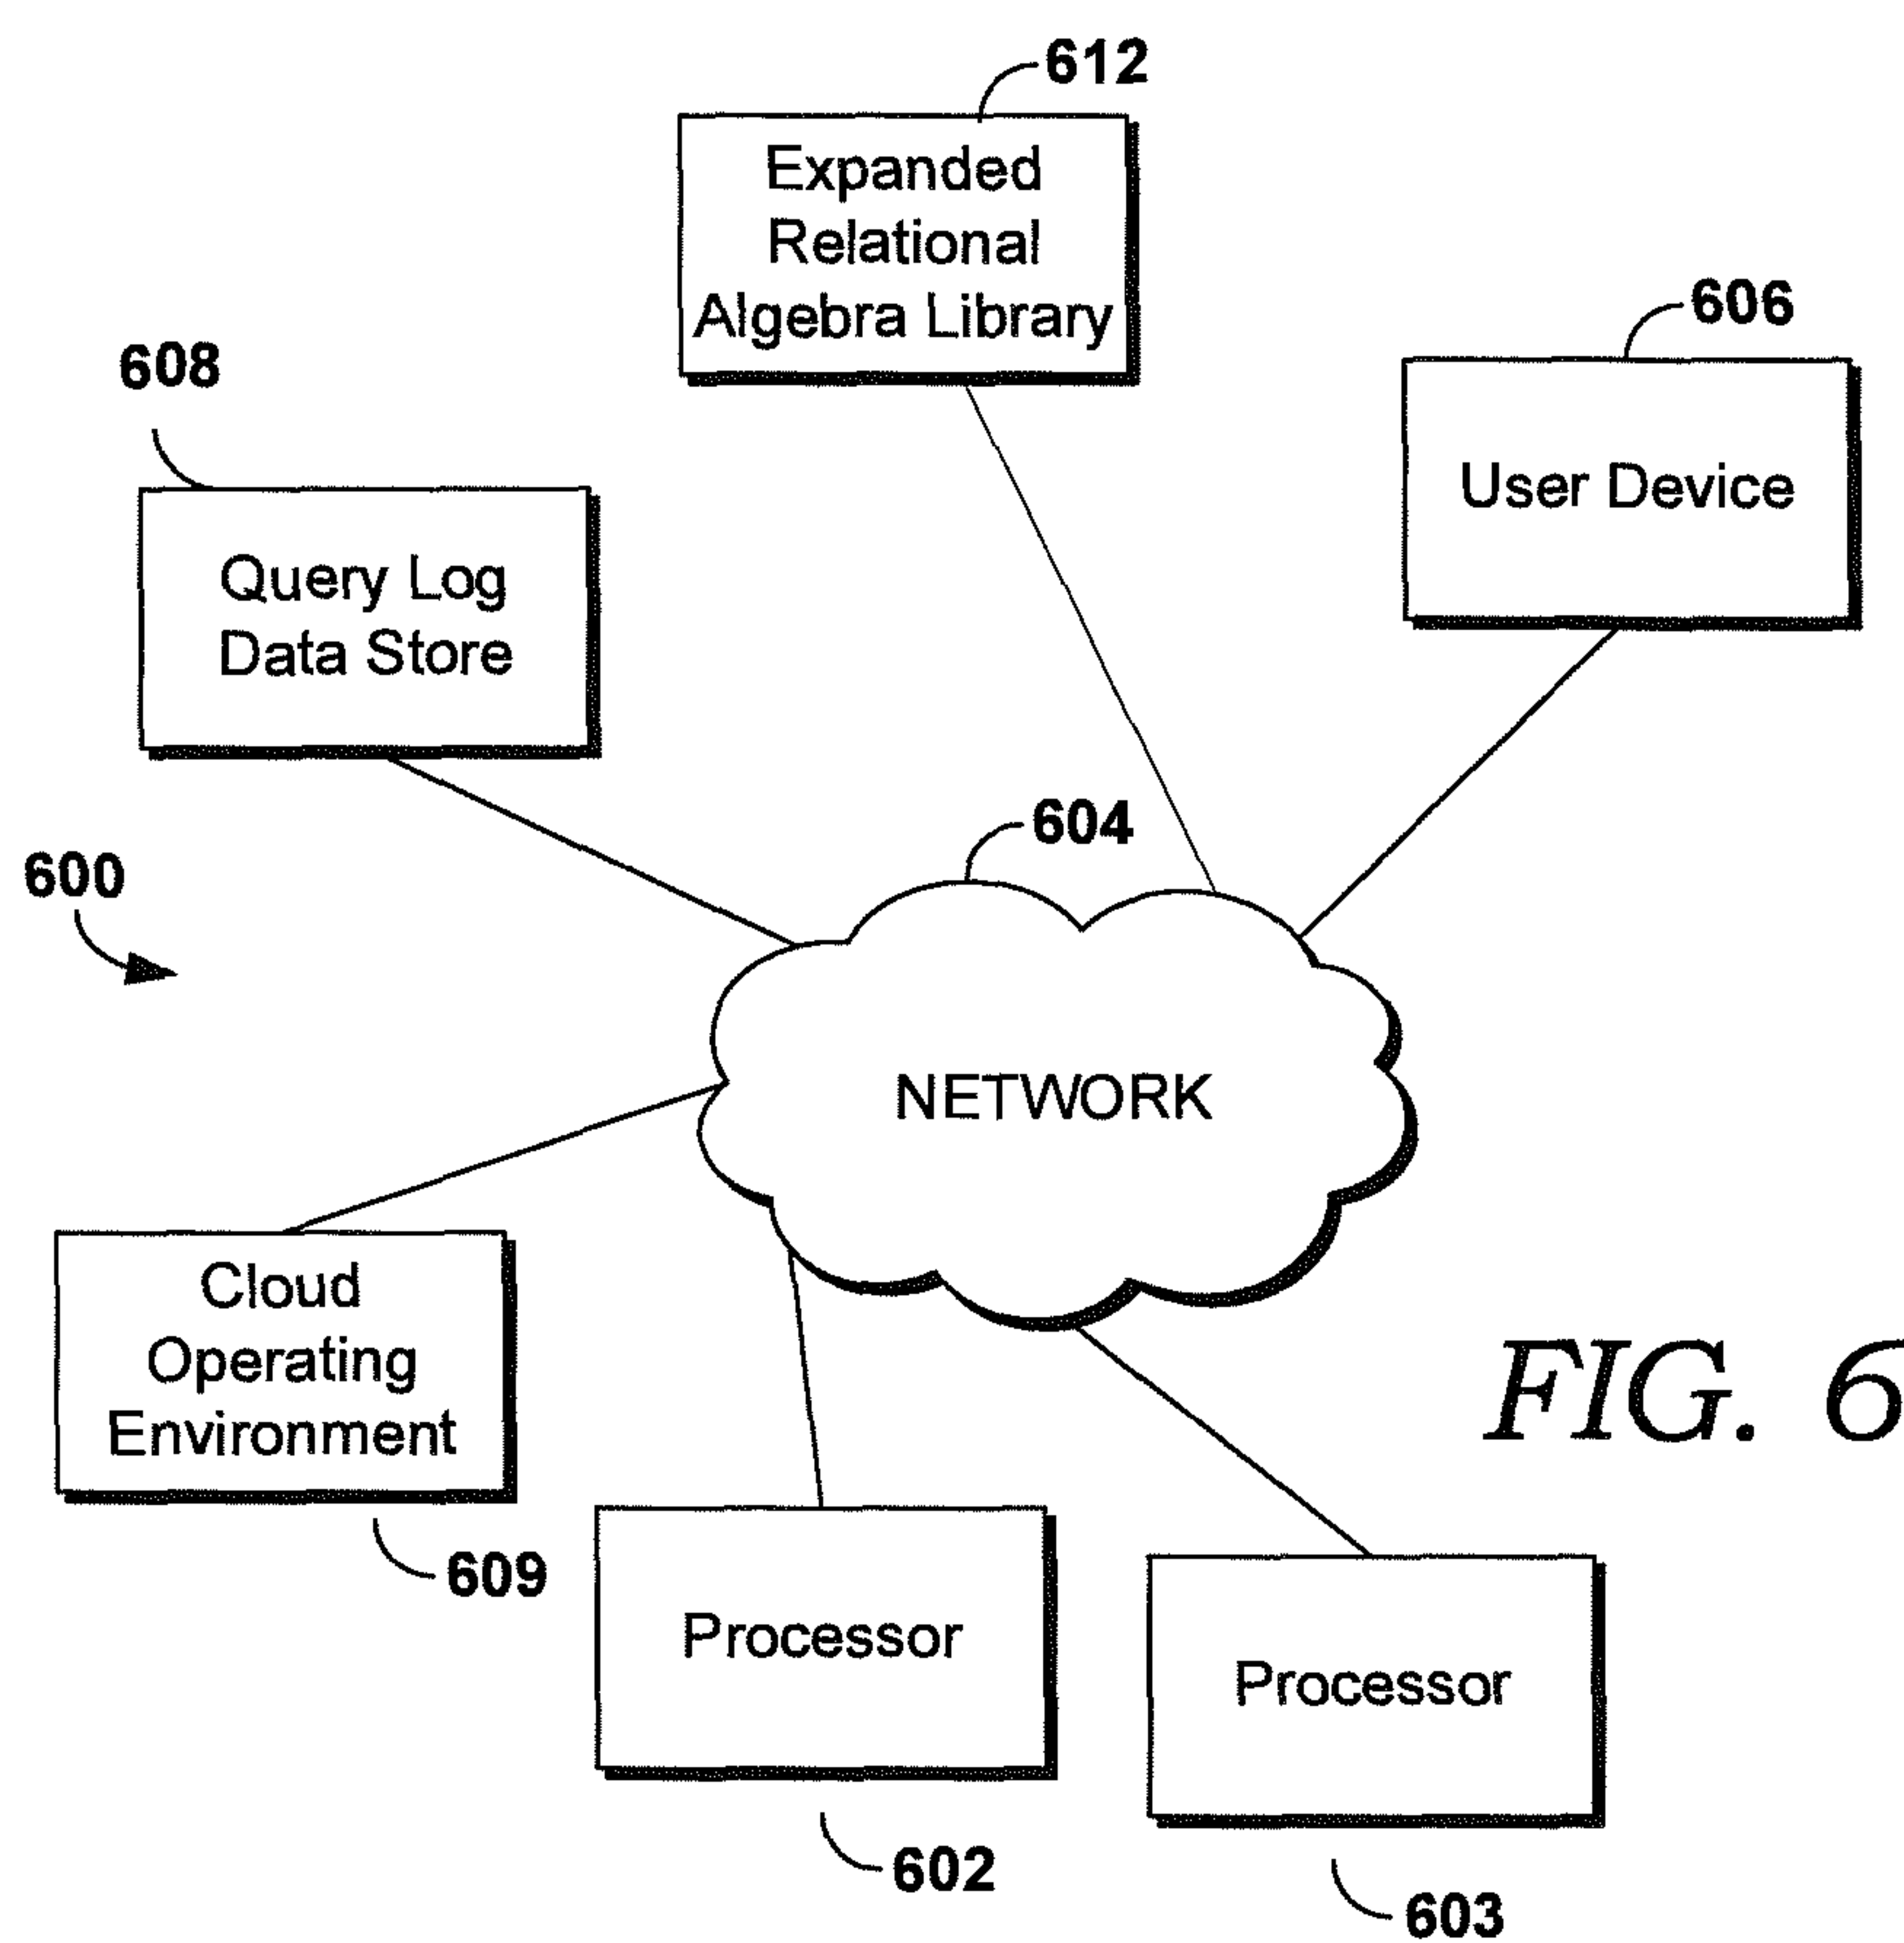 612
Expanded
Relational
Algebra Library
606
User Device
608
Query Log
Data Store
604
600
NETWORK
Cloud
Operating
Environment
609
FIG. 6
Processor
602
Processor
603